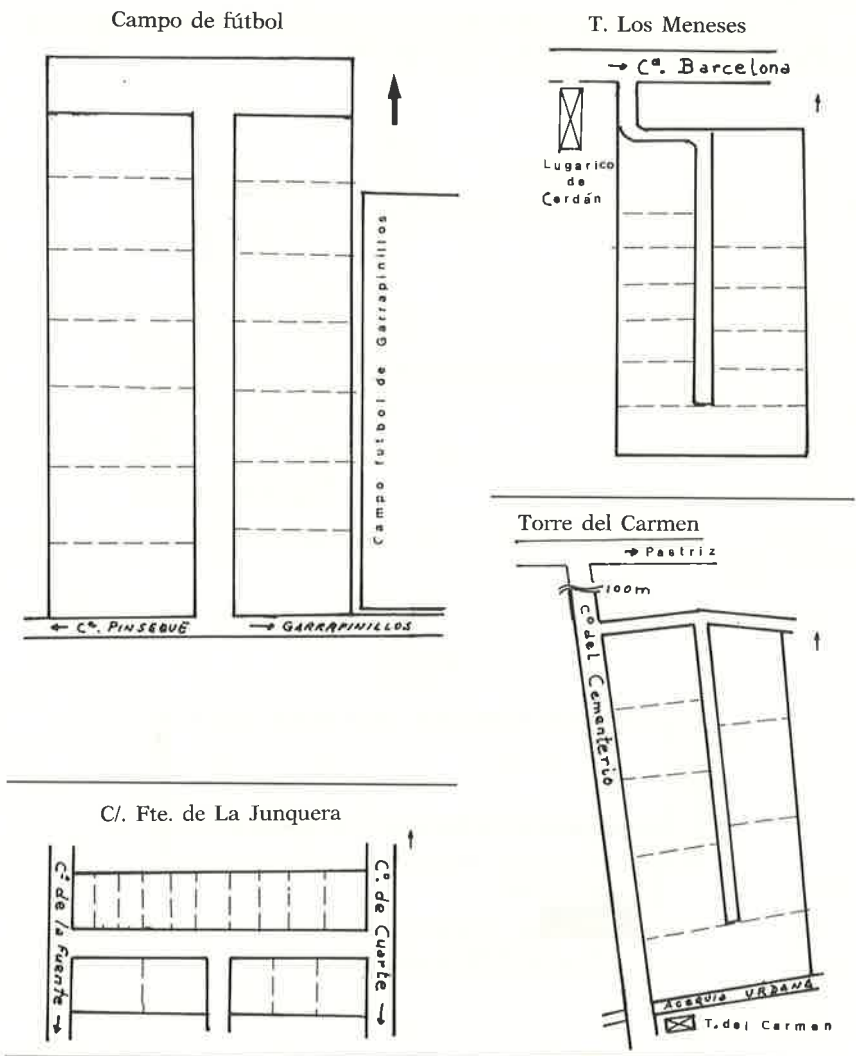 Campo de fútbol
Campo futbol de Garrapinillos
← Cº. PINSEQUE
→ GARRAPINILLOS
T. Los Meneses
→ Cª. Barcelona
Lugarico
de
Cerdán
Torre del Carmen
→ Pastriz
100m
Cº del Cementerio
Acequia URDANA
T. del Carmen
C/. Fte. de La Junquera
Cº. de la Fuente →
Cº. de Cuarte →